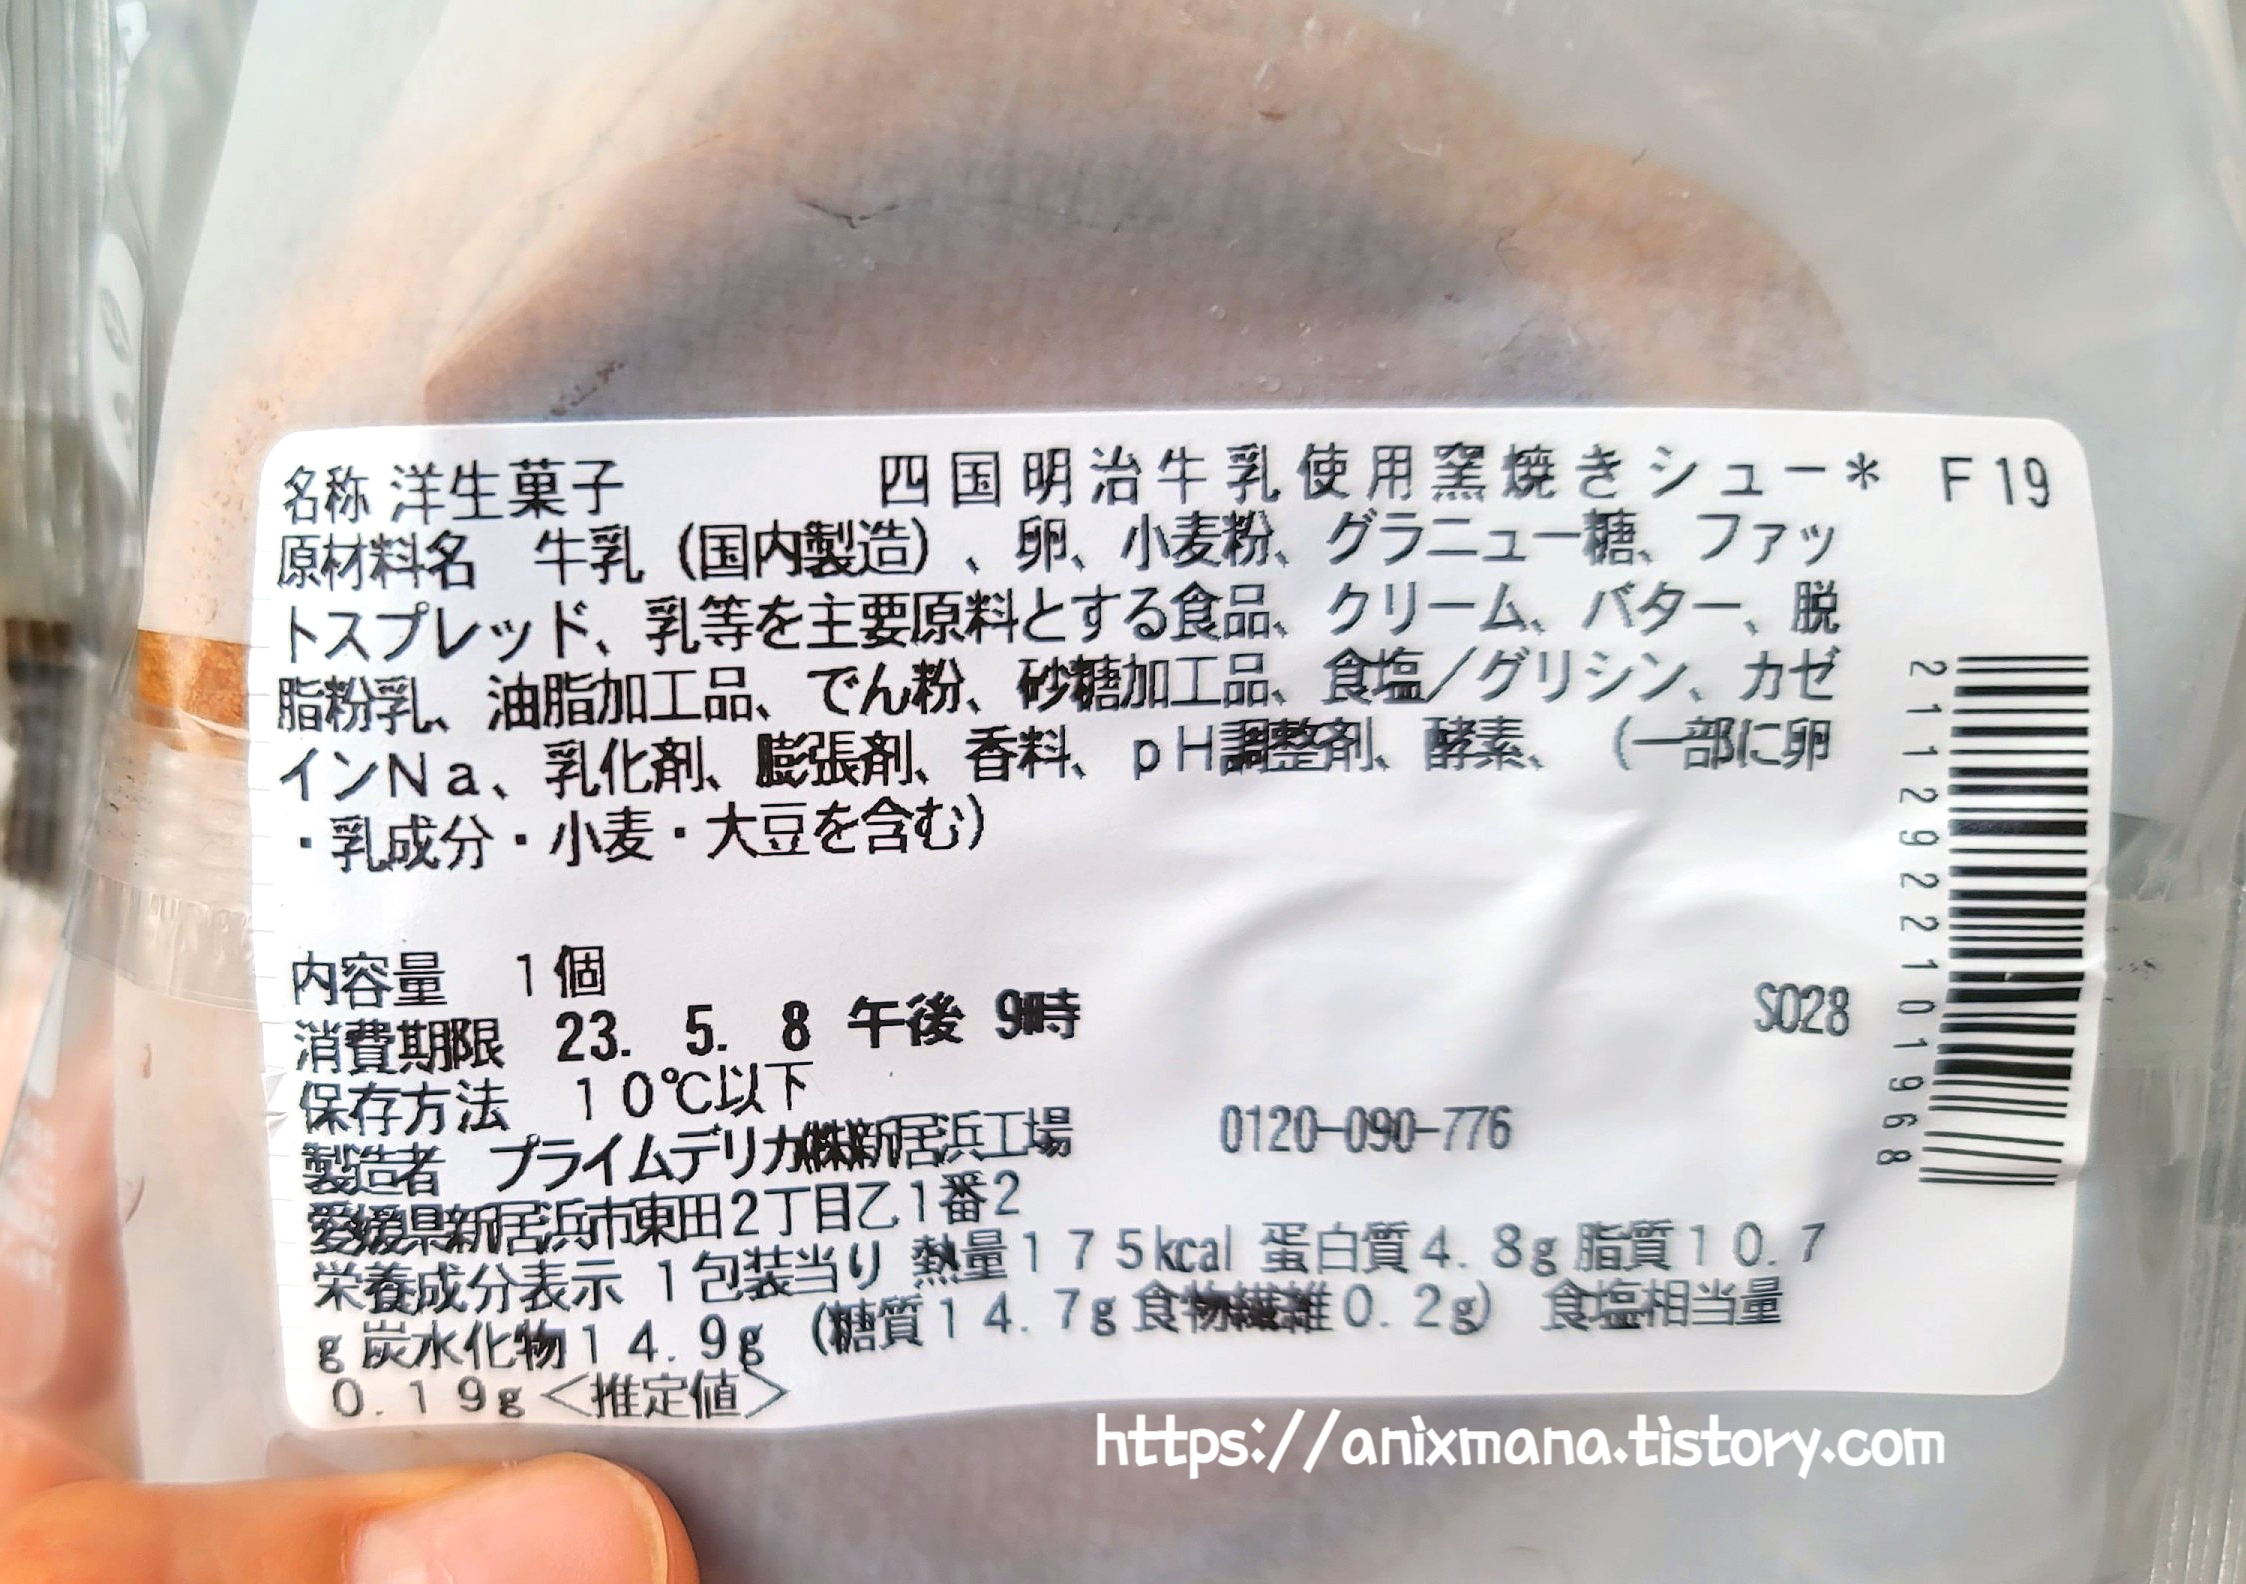 名称 洋生菓子 四国明治牛乳使用窯焼きシュー＊ F19
原材料名 牛乳（国内製造）、卵、小麦粉、グラニュー糖、ファッ
トスプレッド、乳等を主要原料とする食品、クリーム、バター、脱
脂粉乳、油脂加工品、でん粉、砂糖加工品、食塩／グリシン、カゼ
インＮａ、乳化剤、膨張剤、香料、ｐＨ調整剤、酵素、（一部に卵
・乳成分・小麦・大豆を含む）
内容量 1個
消費期限 23. 5. 8 午後 9時
S028
保存方法 10℃以下
製造者 プライムデリカ㈱新居浜工場 0120-090-776
愛媛県新居浜市東田2丁目乙1番2
栄養成分表示 1包装当り 熱量175kcal 蛋白質4.8g 脂質10.7
g 炭水化物14.9g （糖質14.7g 食物繊維0.2g） 食塩相当量
0.19g＜推定値＞
2112922101968
https://anixmana.tistory.com